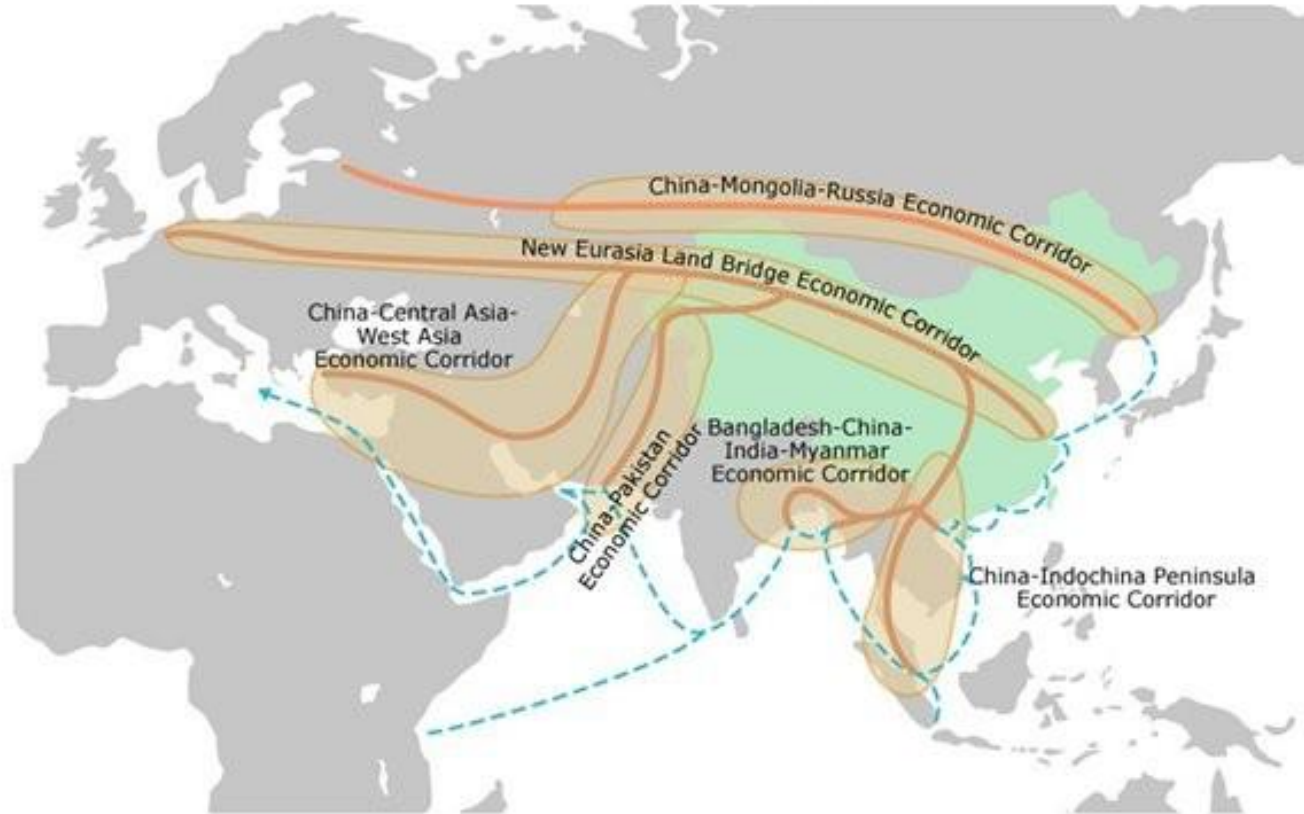 China-Mongolia-Russia Economic Corridor
New Eurasia Land Bridge Economic Corridor
China-Central Asia-
West Asia
Economic Corridor
China-Pakistan
Economic Corridor
Bangladesh-China-
India-Myanmar
Economic Corridor
China-Indochina Peninsula
Economic Corridor